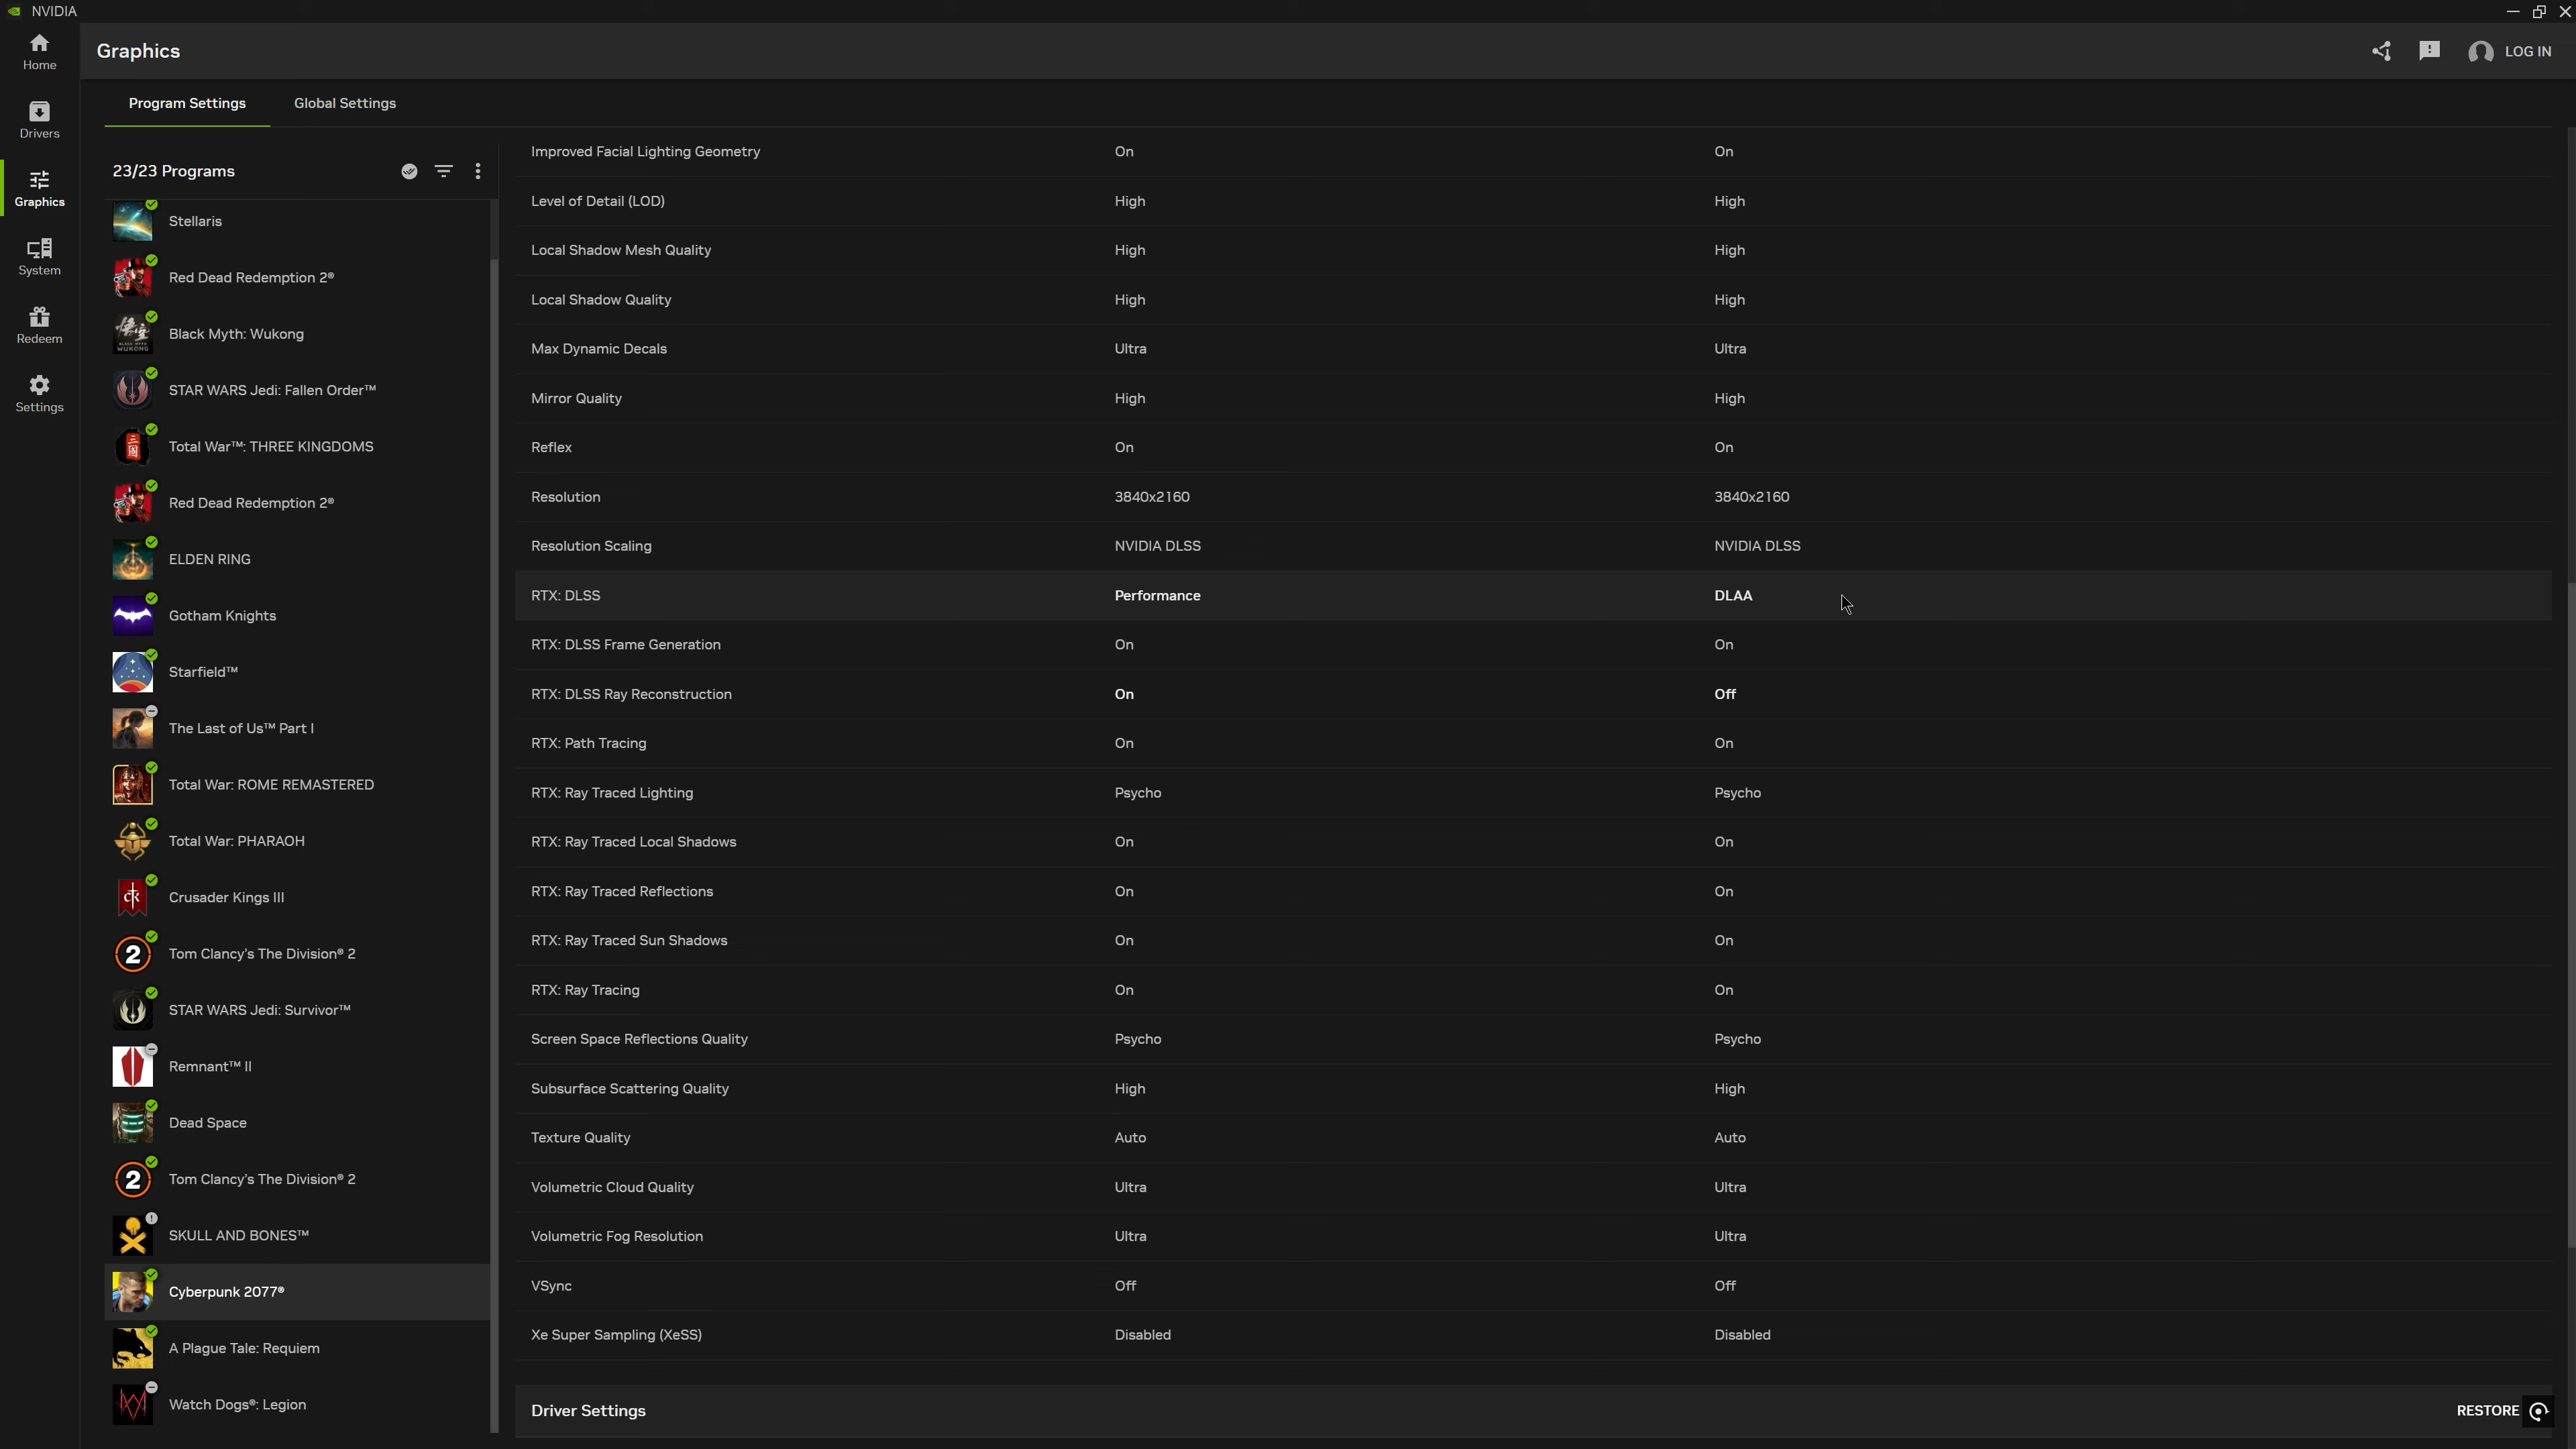 NVIDIA
Home
Drivers
Graphics
System
Redeem
Settings
Graphics
LOG IN
Program Settings
Global Settings
23/23 Programs
Stellaris
Red Dead Redemption 2®
BLACK MYTH
WUKONG
Black Myth: Wukong
STAR WARS Jedi: Fallen Order™
三
國
Total War™: THREE KINGDOMS
Red Dead Redemption 2®
ELDEN RING
Gotham Knights
Starfield™
The Last of Us™ Part I
Total War: ROME REMASTERED
Total War: PHARAOH
Crusader Kings III
2
Tom Clancy's The Division® 2
STAR WARS Jedi: Survivor™
Remnant™ II
Dead Space
2
Tom Clancy's The Division® 2
SKULL AND BONES™
Cyberpunk 2077®
A Plague Tale: Requiem
Watch Dogs®: Legion
Improved Facial Lighting Geometry On On
Level of Detail (LOD) High High
Local Shadow Mesh Quality High High
Local Shadow Quality High High
Max Dynamic Decals Ultra Ultra
Mirror Quality High High
Reflex On On
Resolution 3840x2160 3840x2160
Resolution Scaling NVIDIA DLSS NVIDIA DLSS
RTX: DLSS Performance DLAA
RTX: DLSS Frame Generation On On
RTX: DLSS Ray Reconstruction On Off
RTX: Path Tracing On On
RTX: Ray Traced Lighting Psycho Psycho
RTX: Ray Traced Local Shadows On On
RTX: Ray Traced Reflections On On
RTX: Ray Traced Sun Shadows On On
RTX: Ray Tracing On On
Screen Space Reflections Quality Psycho Psycho
Subsurface Scattering Quality High High
Texture Quality Auto Auto
Volumetric Cloud Quality Ultra Ultra
Volumetric Fog Resolution Ultra Ultra
VSync Off Off
Xe Super Sampling (XeSS) Disabled Disabled
Driver Settings
RESTORE